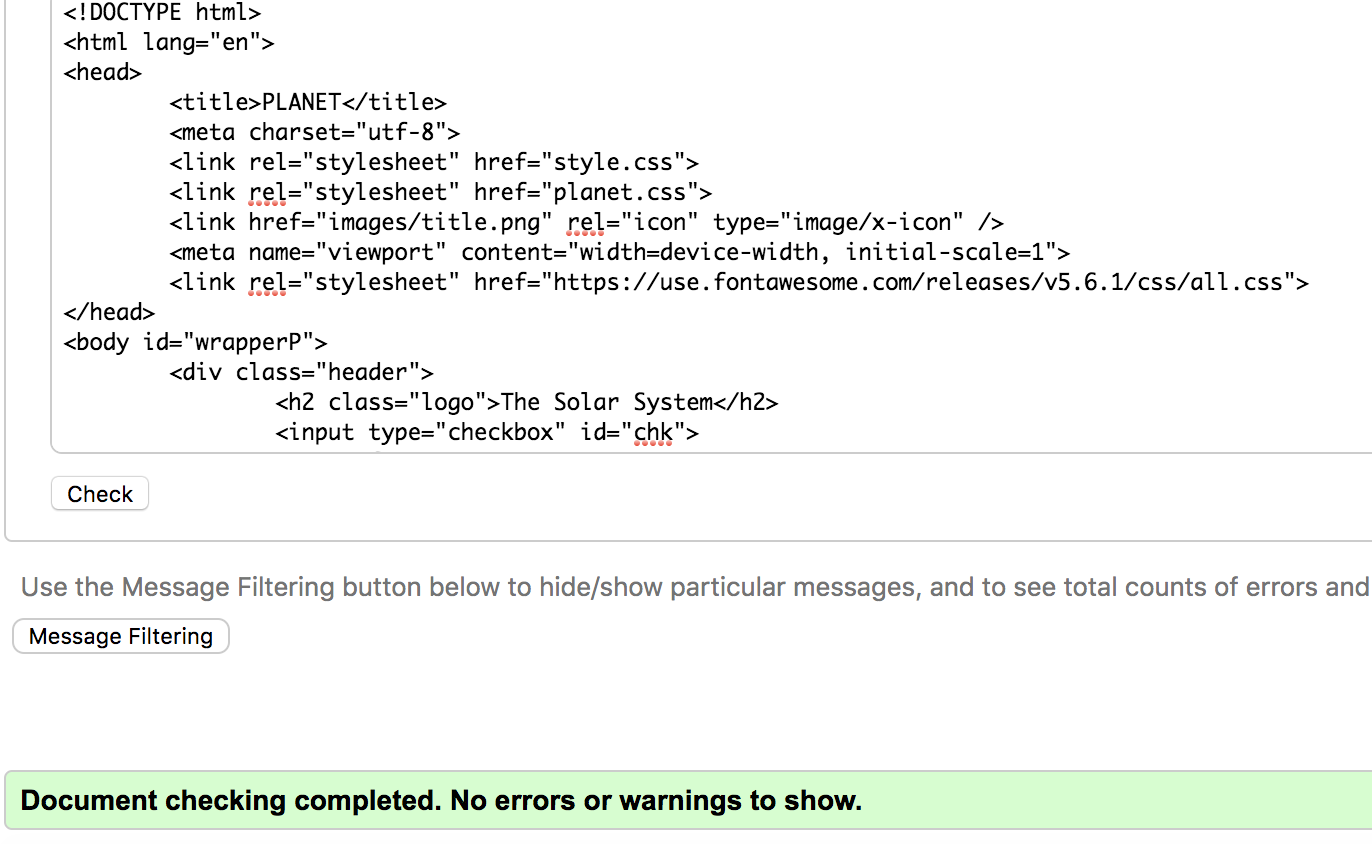 <!DOCTYPE html>
<html lang="en">
<head>
<title>PLANET</title>
<meta charset="utf-8">
<link rel="stylesheet" href="style.css">
<link rel="stylesheet" href="planet.css">
<link href="images/title.png" rel="icon" type="image/x-icon" />
<meta name="viewport" content="width=device-width, initial-scale=1">
<link rel="stylesheet" href="https://use.fontawesome.com/releases/v5.6.1/css/all.css">
</head>
<body id="wrapperP">
<div class="header">
<h2 class="logo">The Solar System</h2>
<input type="checkbox" id="chk">
Check
Use the Message Filtering button below to hide/show particular messages, and to see total counts of errors and
Message Filtering
Document checking completed. No errors or warnings to show.